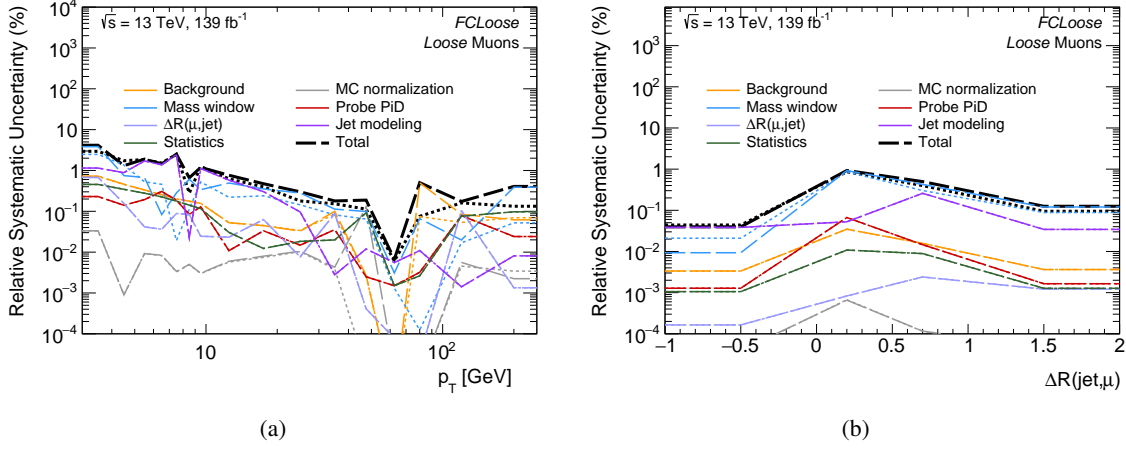 Relative Systematic Uncertainty (%)
10⁴
10³
10²
10
1
10⁻¹
10⁻²
10⁻³
10⁻⁴
√s = 13 TeV, 139 fb⁻¹
FCLoose
Loose Muons
Background
Mass window
ΔR(μ,jet)
Statistics
MC normalization
Probe PiD
Jet modeling
Total
10
10²
p_T [GeV]
(a)
Relative Systematic Uncertainty (%)
10⁴
10³
10²
10
1
10⁻¹
10⁻²
10⁻³
10⁻⁴
√s = 13 TeV, 139 fb⁻¹
FCLoose
Loose Muons
Background
Mass window
ΔR(μ,jet)
Statistics
MC normalization
Probe PiD
Jet modeling
Total
−1 −0.5 0 0.5 1 1.5 2
ΔR(jet,μ)
(b)